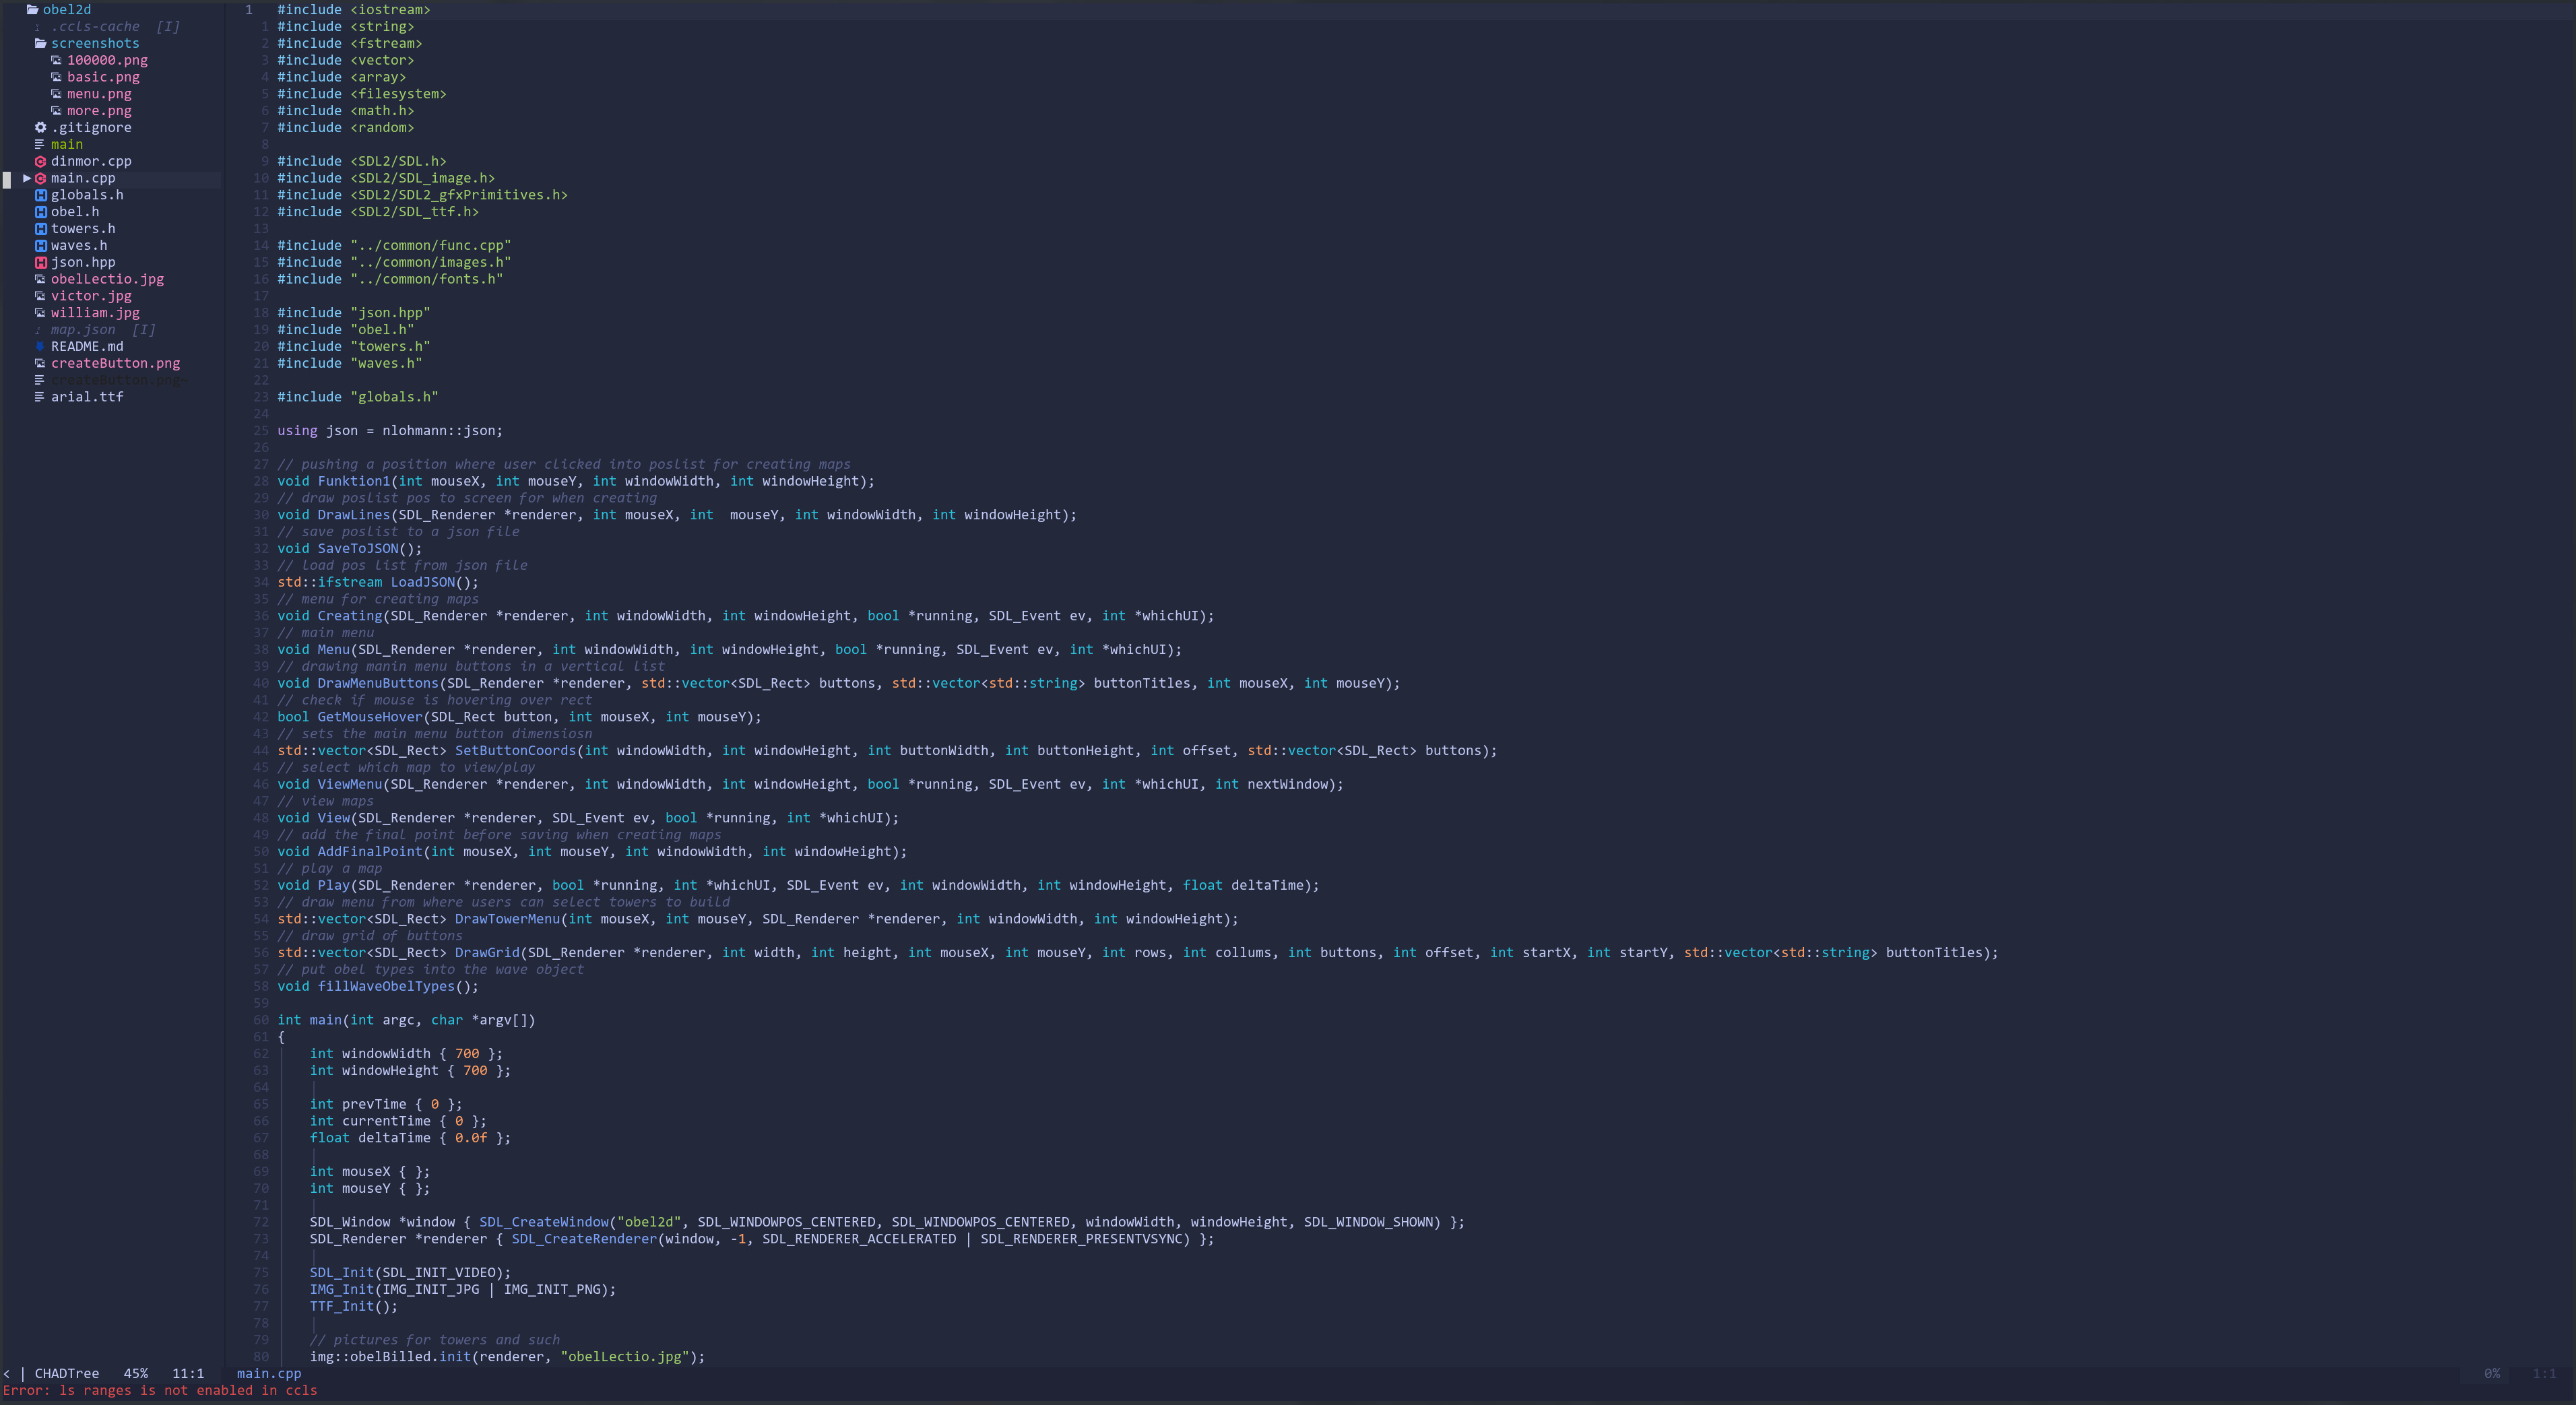 obel2d
.ccls-cache [I]
screenshots
100000.png
basic.png
menu.png
more.png
.gitignore
main
dinmor.cpp
main.cpp
globals.h
obel.h
towers.h
waves.h
json.hpp
obelLectio.jpg
victor.jpg
william.jpg
map.json [I]
README.md
createButton.png
createButton.png~
arial.ttf
1 #include <iostream>
1 #include <string>
2 #include <fstream>
3 #include <vector>
4 #include <array>
5 #include <filesystem>
6 #include <math.h>
7 #include <random>
8
9 #include <SDL2/SDL.h>
10 #include <SDL2/SDL_image.h>
11 #include <SDL2/SDL2_gfxPrimitives.h>
12 #include <SDL2/SDL_ttf.h>
13
14 #include "../common/func.cpp"
15 #include "../common/images.h"
16 #include "../common/fonts.h"
17
18 #include "json.hpp"
19 #include "obel.h"
20 #include "towers.h"
21 #include "waves.h"
22
23 #include "globals.h"
24
25 using json = nlohmann::json;
26
27 // pushing a position where user clicked into poslist for creating maps
28 void Funktion1(int mouseX, int mouseY, int windowWidth, int windowHeight);
29 // draw poslist pos to screen for when creating
30 void DrawLines(SDL_Renderer *renderer, int mouseX, int  mouseY, int windowWidth, int windowHeight);
31 // save poslist to a json file
32 void SaveToJSON();
33 // load pos list from json file
34 std::ifstream LoadJSON();
35 // menu for creating maps
36 void Creating(SDL_Renderer *renderer, int windowWidth, int windowHeight, bool *running, SDL_Event ev, int *whichUI);
37 // main menu
38 void Menu(SDL_Renderer *renderer, int windowWidth, int windowHeight, bool *running, SDL_Event ev, int *whichUI);
39 // drawing manin menu buttons in a vertical list
40 void DrawMenuButtons(SDL_Renderer *renderer, std::vector<SDL_Rect> buttons, std::vector<std::string> buttonTitles, int mouseX, int mouseY);
41 // check if mouse is hovering over rect
42 bool GetMouseHover(SDL_Rect button, int mouseX, int mouseY);
43 // sets the main menu button dimensiosn
44 std::vector<SDL_Rect> SetButtonCoords(int windowWidth, int windowHeight, int buttonWidth, int buttonHeight, int offset, std::vector<SDL_Rect> buttons);
45 // select which map to view/play
46 void ViewMenu(SDL_Renderer *renderer, int windowWidth, int windowHeight, bool *running, SDL_Event ev, int *whichUI, int nextWindow);
47 // view maps
48 void View(SDL_Renderer *renderer, SDL_Event ev, bool *running, int *whichUI);
49 // add the final point before saving when creating maps
50 void AddFinalPoint(int mouseX, int mouseY, int windowWidth, int windowHeight);
51 // play a map
52 void Play(SDL_Renderer *renderer, bool *running, int *whichUI, SDL_Event ev, int windowWidth, int windowHeight, float deltaTime);
53 // draw menu from where users can select towers to build
54 std::vector<SDL_Rect> DrawTowerMenu(int mouseX, int mouseY, SDL_Renderer *renderer, int windowWidth, int windowHeight);
55 // draw grid of buttons
56 std::vector<SDL_Rect> DrawGrid(SDL_Renderer *renderer, int width, int height, int mouseX, int mouseY, int rows, int collums, int buttons, int offset, int startX, int startY, std::vector<std::string> buttonTitles);
57 // put obel types into the wave object
58 void fillWaveObelTypes();
59
60 int main(int argc, char *argv[])
61 {
62 int windowWidth { 700 };
63 int windowHeight { 700 };
64
65 int prevTime { 0 };
66 int currentTime { 0 };
67 float deltaTime { 0.0f };
68
69 int mouseX { };
70 int mouseY { };
71
72 SDL_Window *window { SDL_CreateWindow("obel2d", SDL_WINDOWPOS_CENTERED, SDL_WINDOWPOS_CENTERED, windowWidth, windowHeight, SDL_WINDOW_SHOWN) };
73 SDL_Renderer *renderer { SDL_CreateRenderer(window, -1, SDL_RENDERER_ACCELERATED | SDL_RENDERER_PRESENTVSYNC) };
74
75 SDL_Init(SDL_INIT_VIDEO);
76 IMG_Init(IMG_INIT_JPG | IMG_INIT_PNG);
77 TTF_Init();
78
79 // pictures for towers and such
80 img::obelBilled.init(renderer, "obelLectio.jpg");
< | CHADTree 45% 11:1 main.cpp 0% 1:1
Error: ls ranges is not enabled in ccls